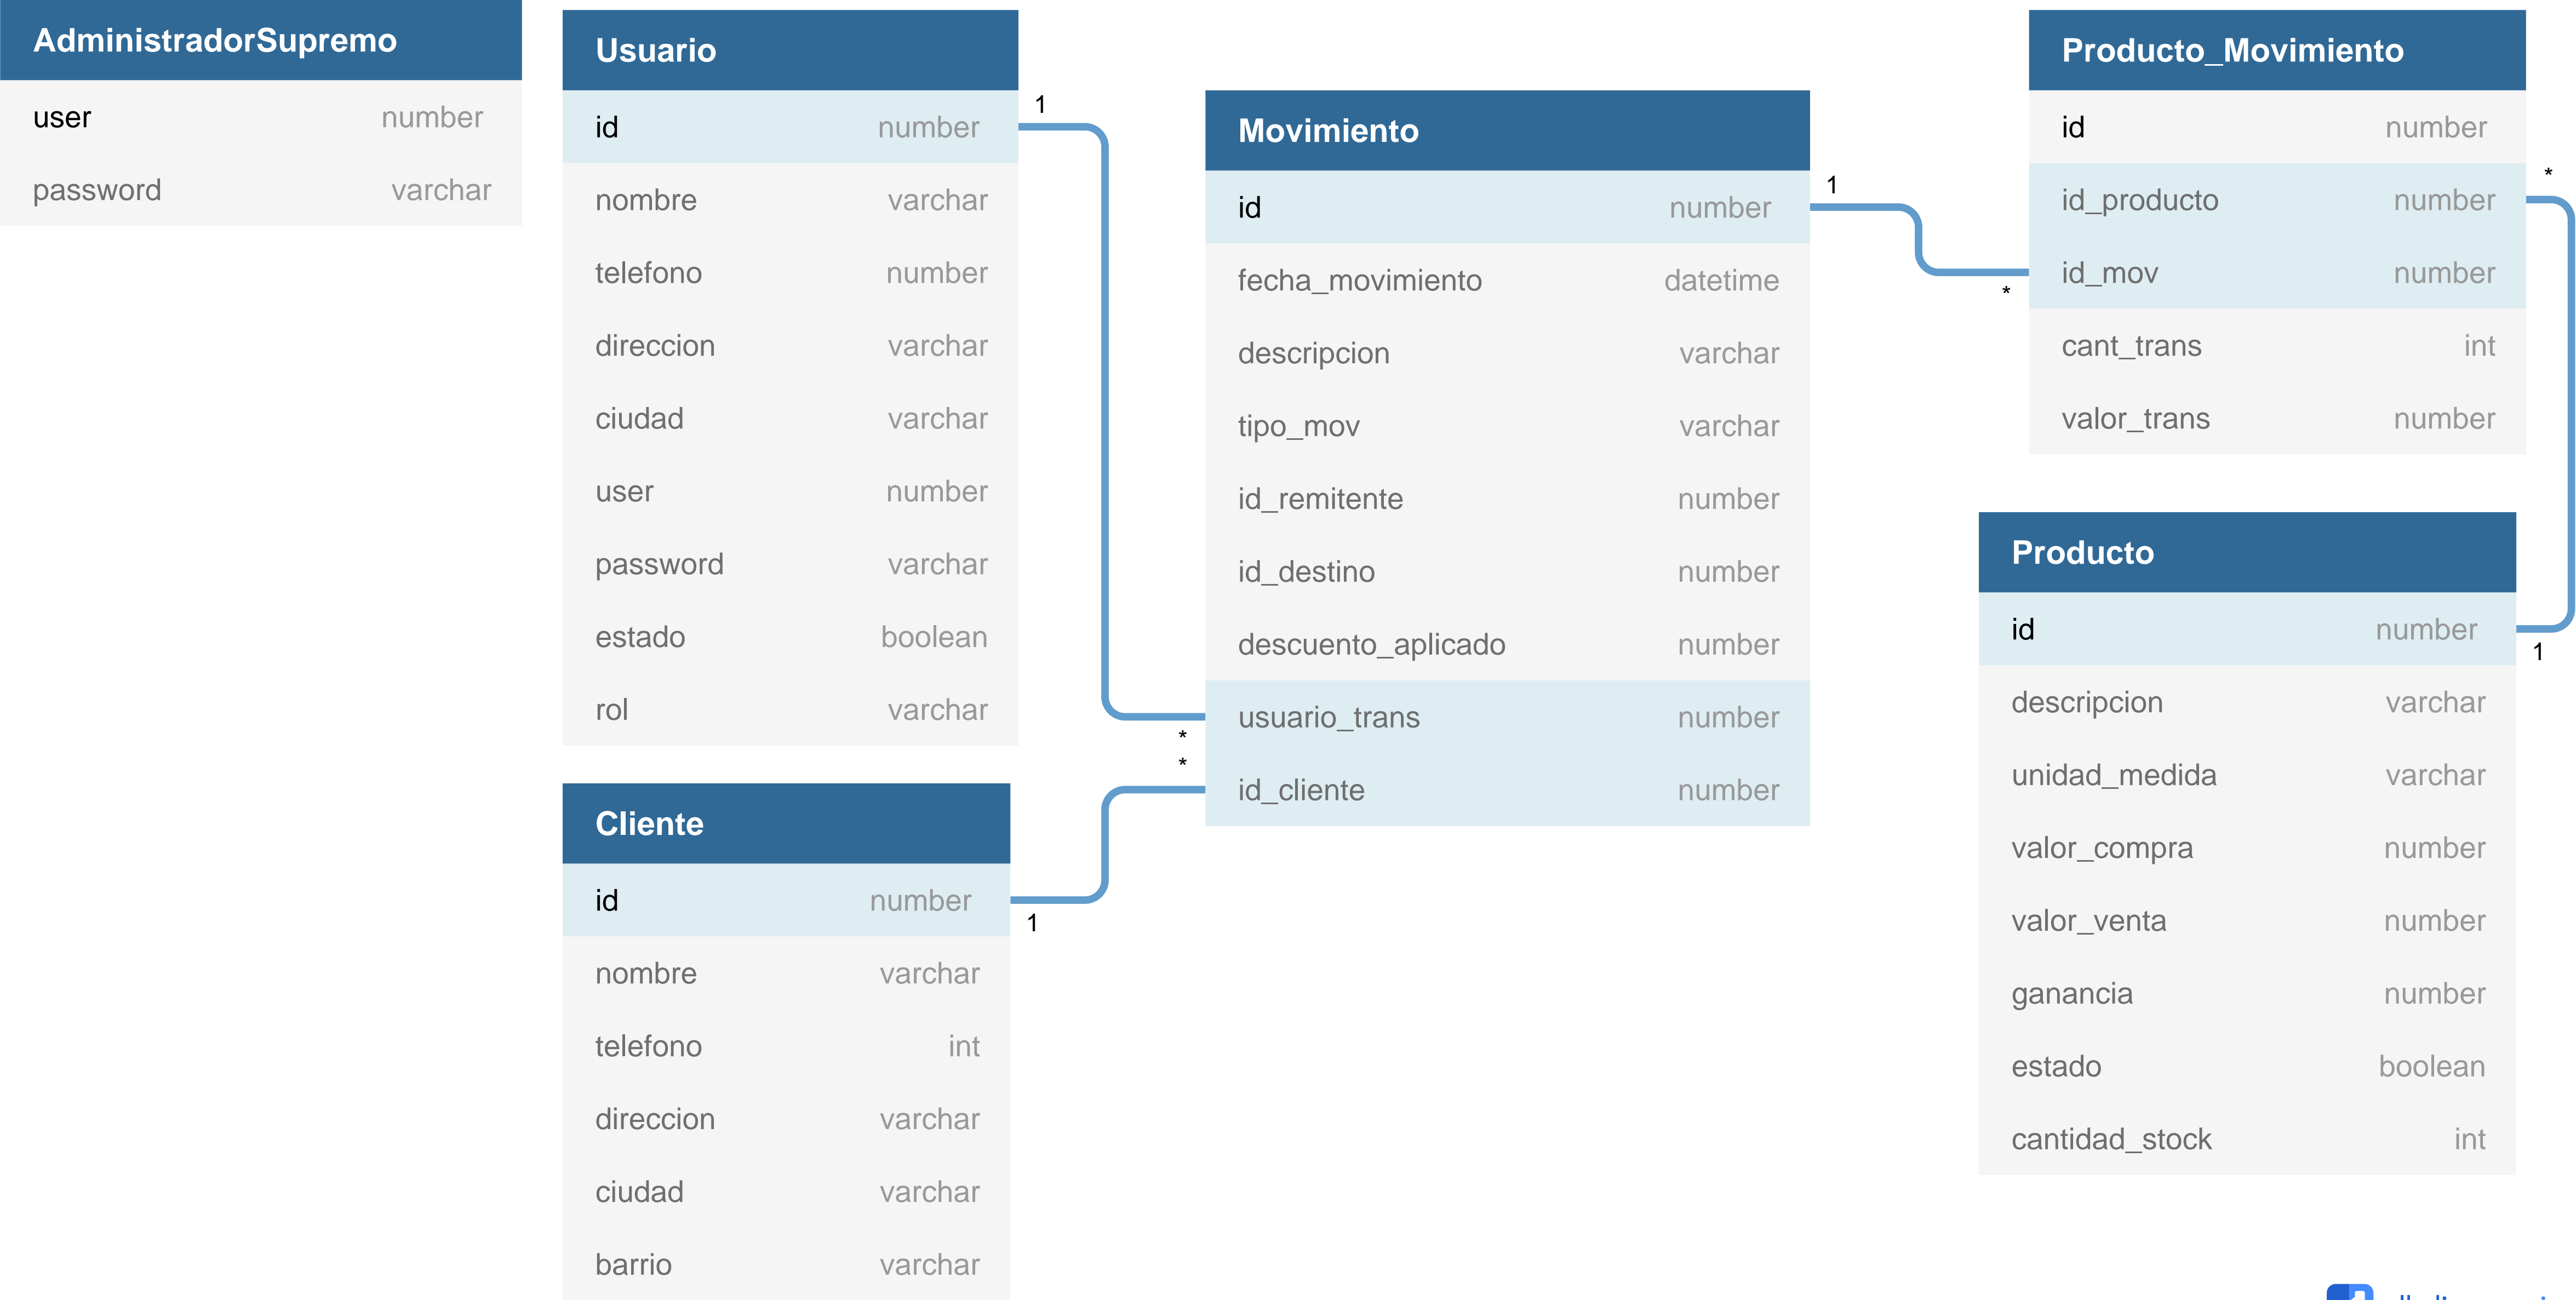 AdministradorSupremo
user number
password varchar
Usuario
id number
nombre varchar
telefono number
direccion varchar
ciudad varchar
user number
password varchar
estado boolean
rol varchar
1
*
Cliente
id number
nombre varchar
telefono int
direccion varchar
ciudad varchar
barrio varchar
1
*
Movimiento
id number
fecha_movimiento datetime
descripcion varchar
tipo_mov varchar
id_remitente number
id_destino number
descuento_aplicado number
usuario_trans number
id_cliente number
1
*
Producto_Movimiento
id number
id_producto number
id_mov number
cant_trans int
valor_trans number
*
1
Producto
id number
descripcion varchar
unidad_medida varchar
valor_compra number
valor_venta number
ganancia number
estado boolean
cantidad_stock int